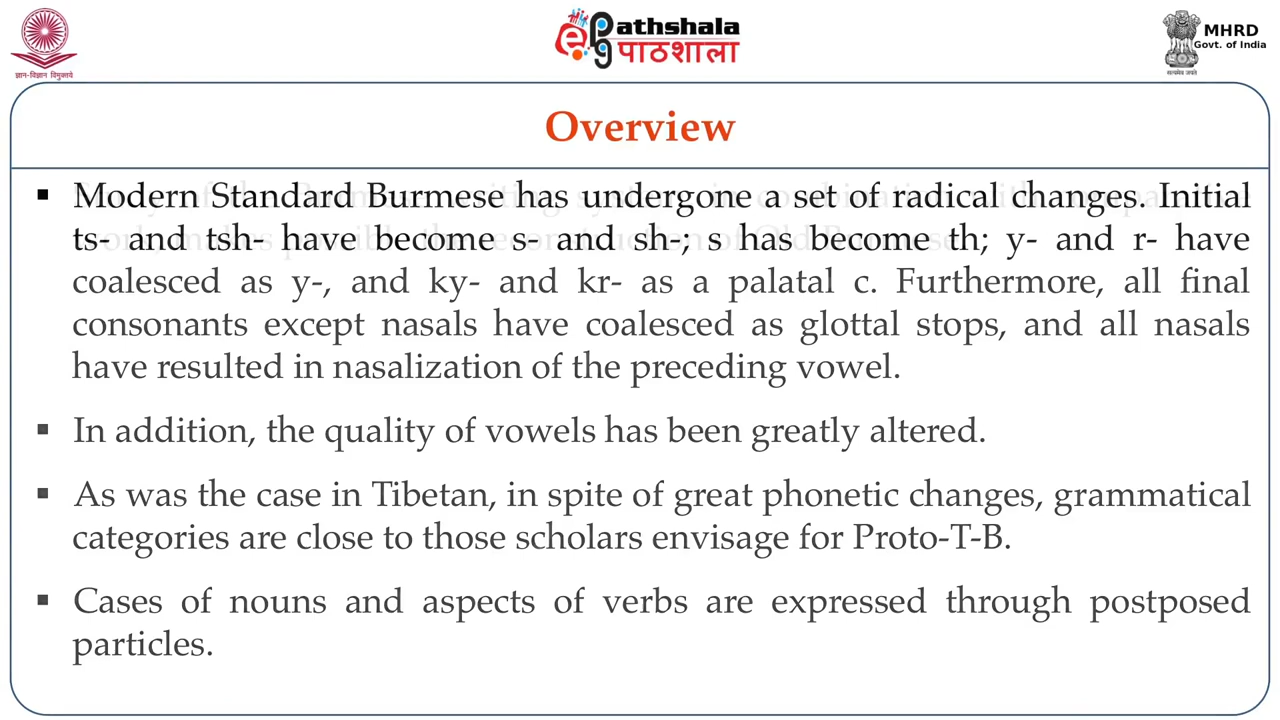 ज्ञान-विज्ञान विमुक्तये
ePathshala
पाठशाला
MHRD
Govt. of India
सत्यमेव जयते
Overview
▪ Modern Standard Burmese has undergone a set of radical changes. Initial
ts- and tsh- have become s- and sh-; s has become th; y- and r- have
coalesced as y-, and ky- and kr- as a palatal c. Furthermore, all final
consonants except nasals have coalesced as glottal stops, and all nasals
have resulted in nasalization of the preceding vowel.
▪ In addition, the quality of vowels has been greatly altered.
▪ As was the case in Tibetan, in spite of great phonetic changes, grammatical
categories are close to those scholars envisage for Proto-T-B.
▪ Cases of nouns and aspects of verbs are expressed through postposed
particles.